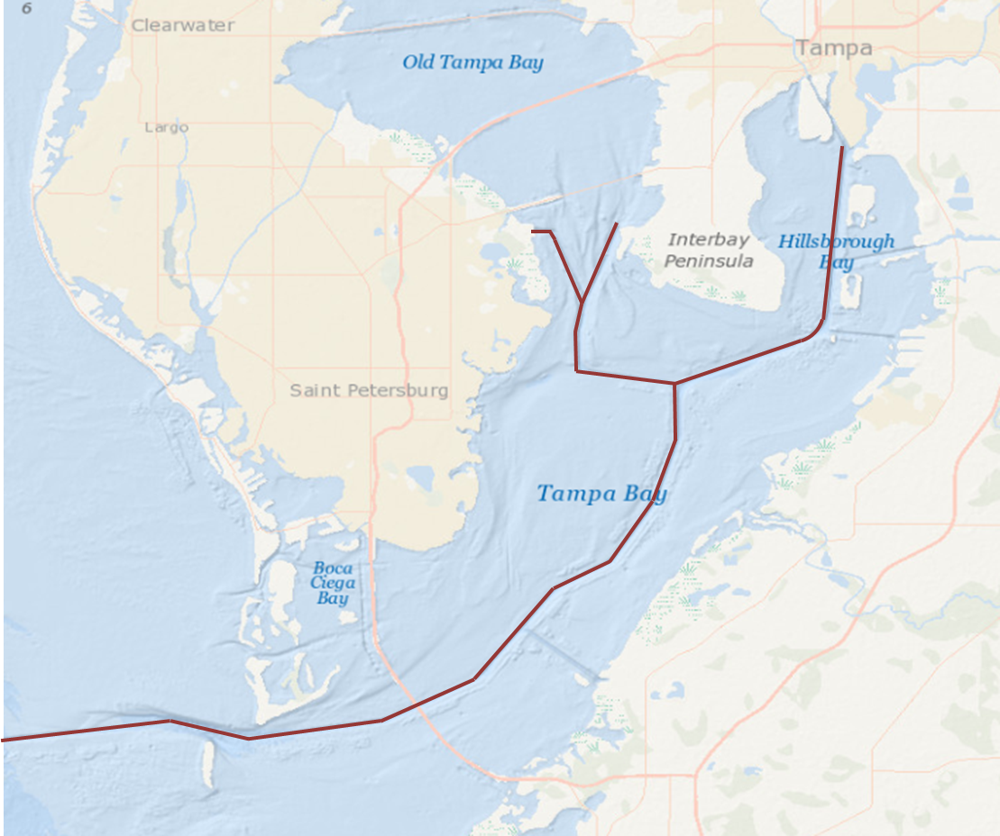 6
Clearwater
Tampa
Old Tampa Bay
Largo
Interbay
Peninsula
Hillsborough
Bay
Saint Petersburg
Tampa Bay
Boca
Ciega
Bay